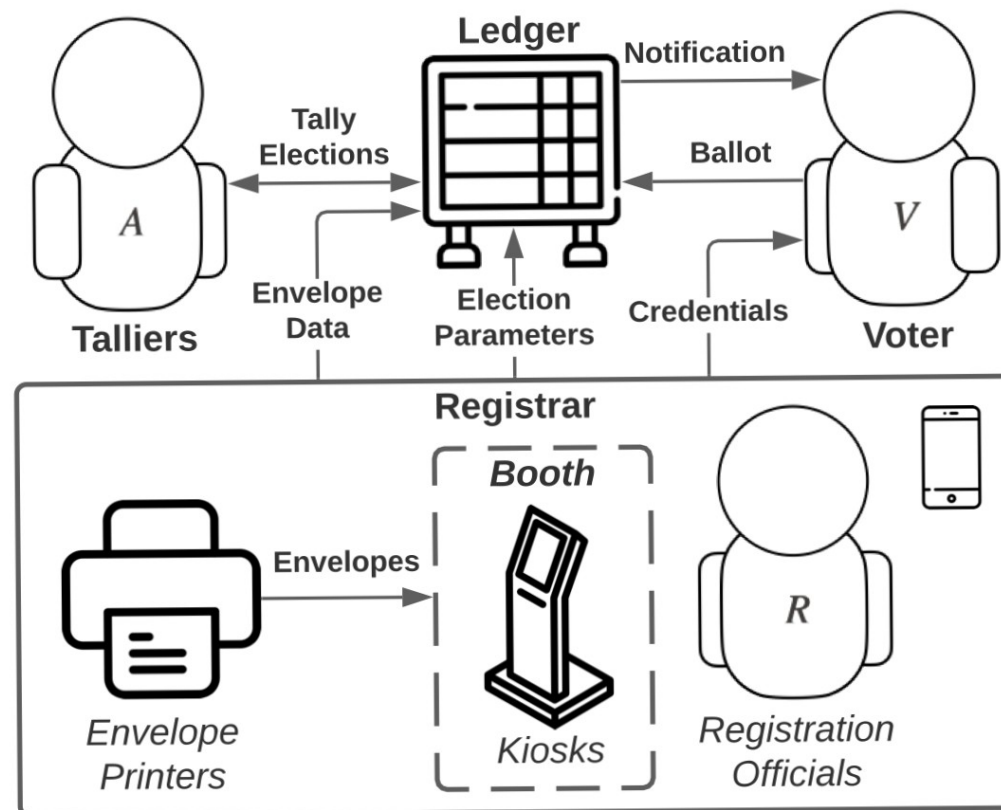 Ledger
Notification
Tally
Elections
Ballot
A
V
Envelope
Data
Election
Parameters
Credentials
Talliers
Voter
Registrar
Booth
Envelopes
R
Envelope
Printers
Kiosks
Registration
Officials